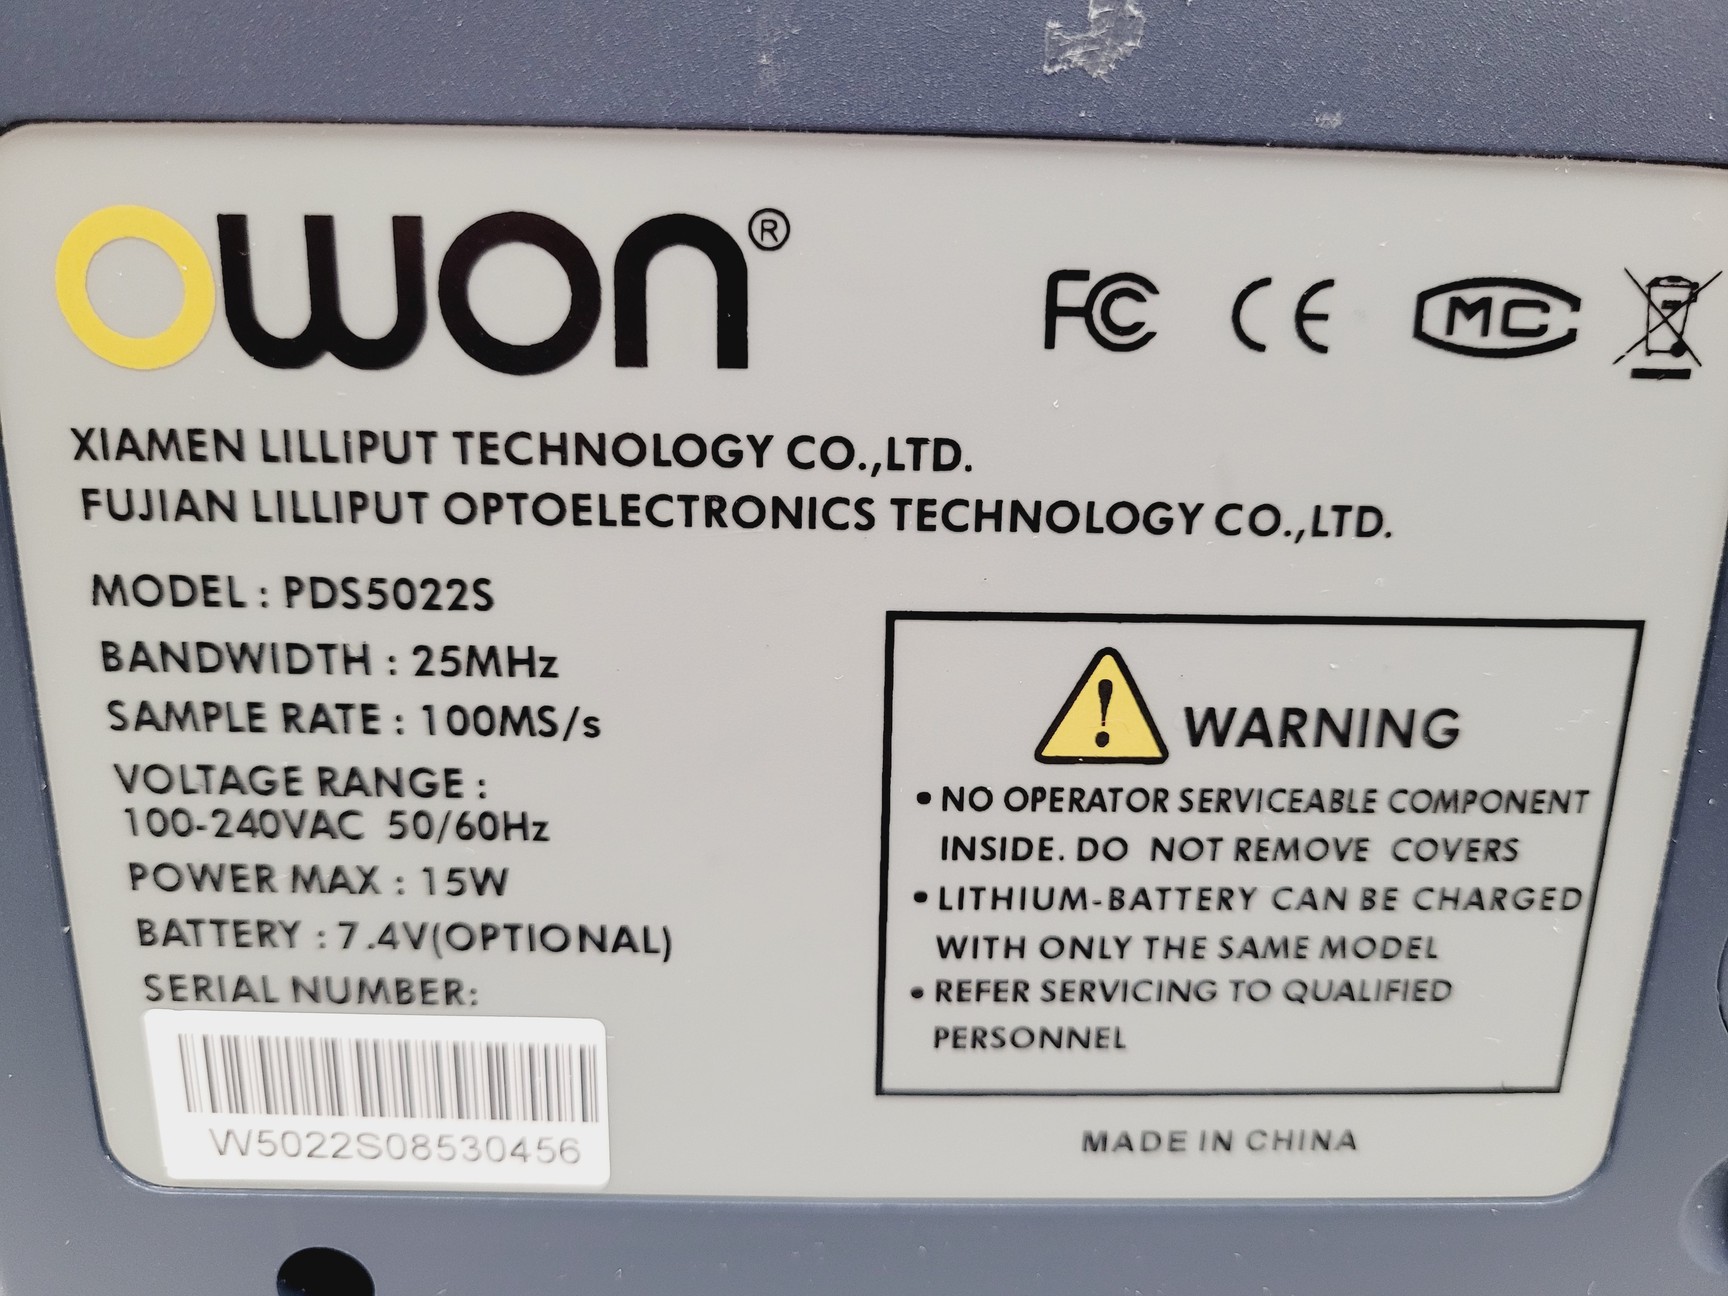 owon®
FC CE MC
XIAMEN LILLIPUT TECHNOLOGY CO.,LTD.
FUJIAN LILLIPUT OPTOELECTRONICS TECHNOLOGY CO.,LTD.
MODEL : PDS5022S
BANDWIDTH : 25MHz
SAMPLE RATE : 100MS/s
VOLTAGE RANGE :
100-240VAC 50/60Hz
POWER MAX : 15W
BATTERY : 7.4V(OPTIONAL)
SERIAL NUMBER:
W5022S08530456
! WARNING
• NO OPERATOR SERVICEABLE COMPONENT
INSIDE. DO NOT REMOVE COVERS
• LITHIUM-BATTERY CAN BE CHARGED
WITH ONLY THE SAME MODEL
• REFER SERVICING TO QUALIFIED
PERSONNEL
MADE IN CHINA